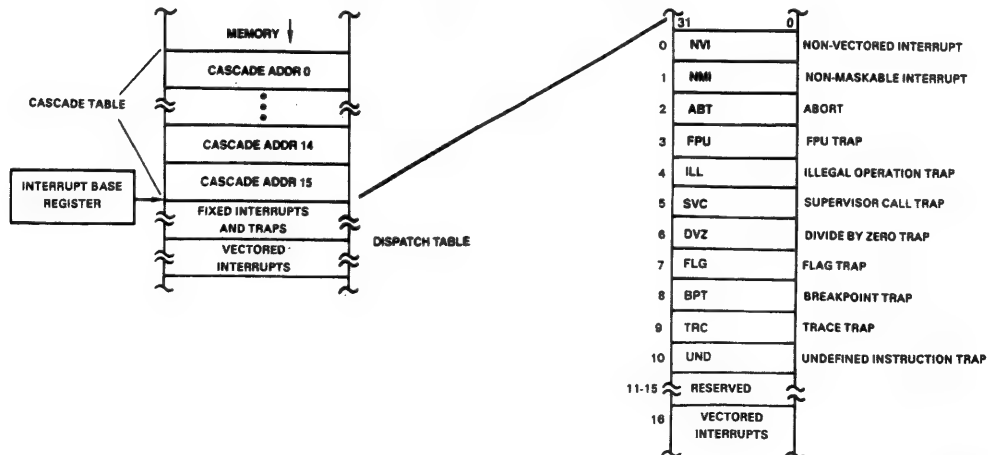 MEMORY ↓
CASCADE ADDR 0
CASCADE TABLE
CASCADE ADDR 14
CASCADE ADDR 15
INTERRUPT BASE
REGISTER
FIXED INTERRUPTS
AND TRAPS
DISPATCH TABLE
VECTORED
INTERRUPTS
31 0
0 NVI NON-VECTORED INTERRUPT
1 NMI NON-MASKABLE INTERRUPT
2 ABT ABORT
3 FPU FPU TRAP
4 ILL ILLEGAL OPERATION TRAP
5 SVC SUPERVISOR CALL TRAP
6 DVZ DIVIDE BY ZERO TRAP
7 FLG FLAG TRAP
8 BPT BREAKPOINT TRAP
9 TRC TRACE TRAP
10 UND UNDEFINED INSTRUCTION TRAP
11-15 RESERVED
16 VECTORED
INTERRUPTS